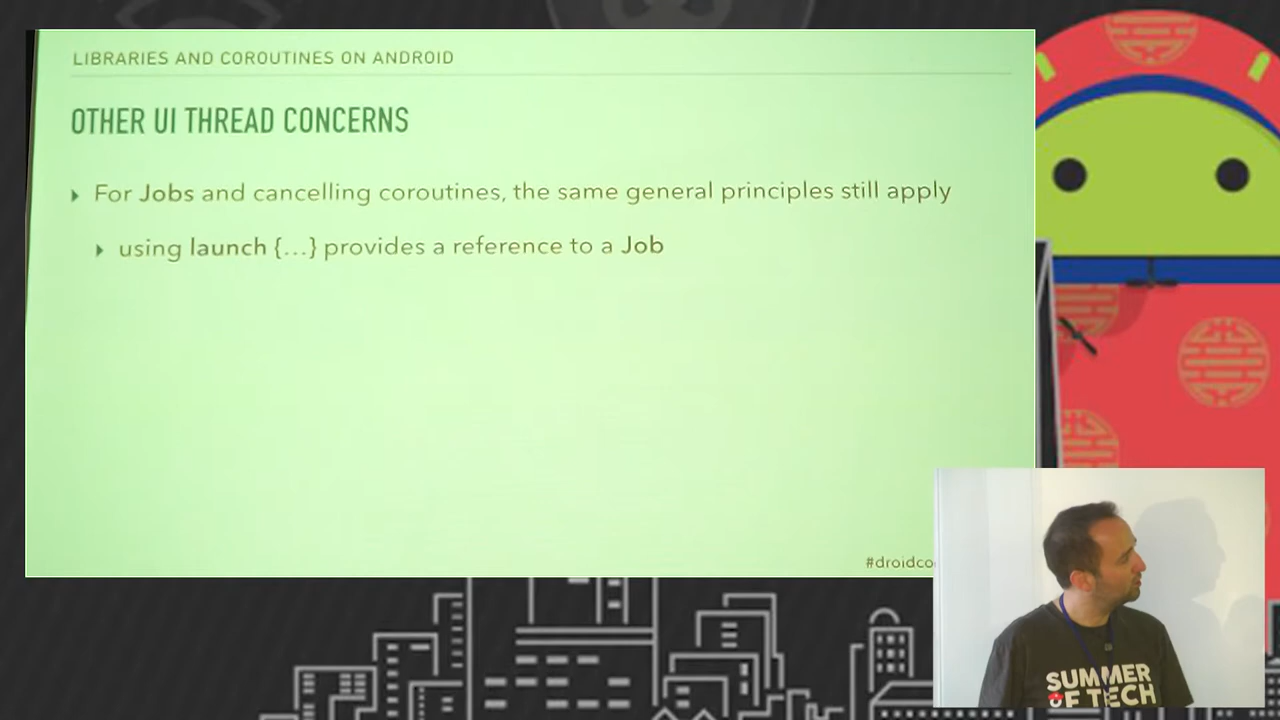 LIBRARIES AND COROUTINES ON ANDROID
OTHER UI THREAD CONCERNS
For Jobs and cancelling coroutines, the same general principles still apply
using launch {...} provides a reference to a Job
#droidco
SUMMER
OF TECH